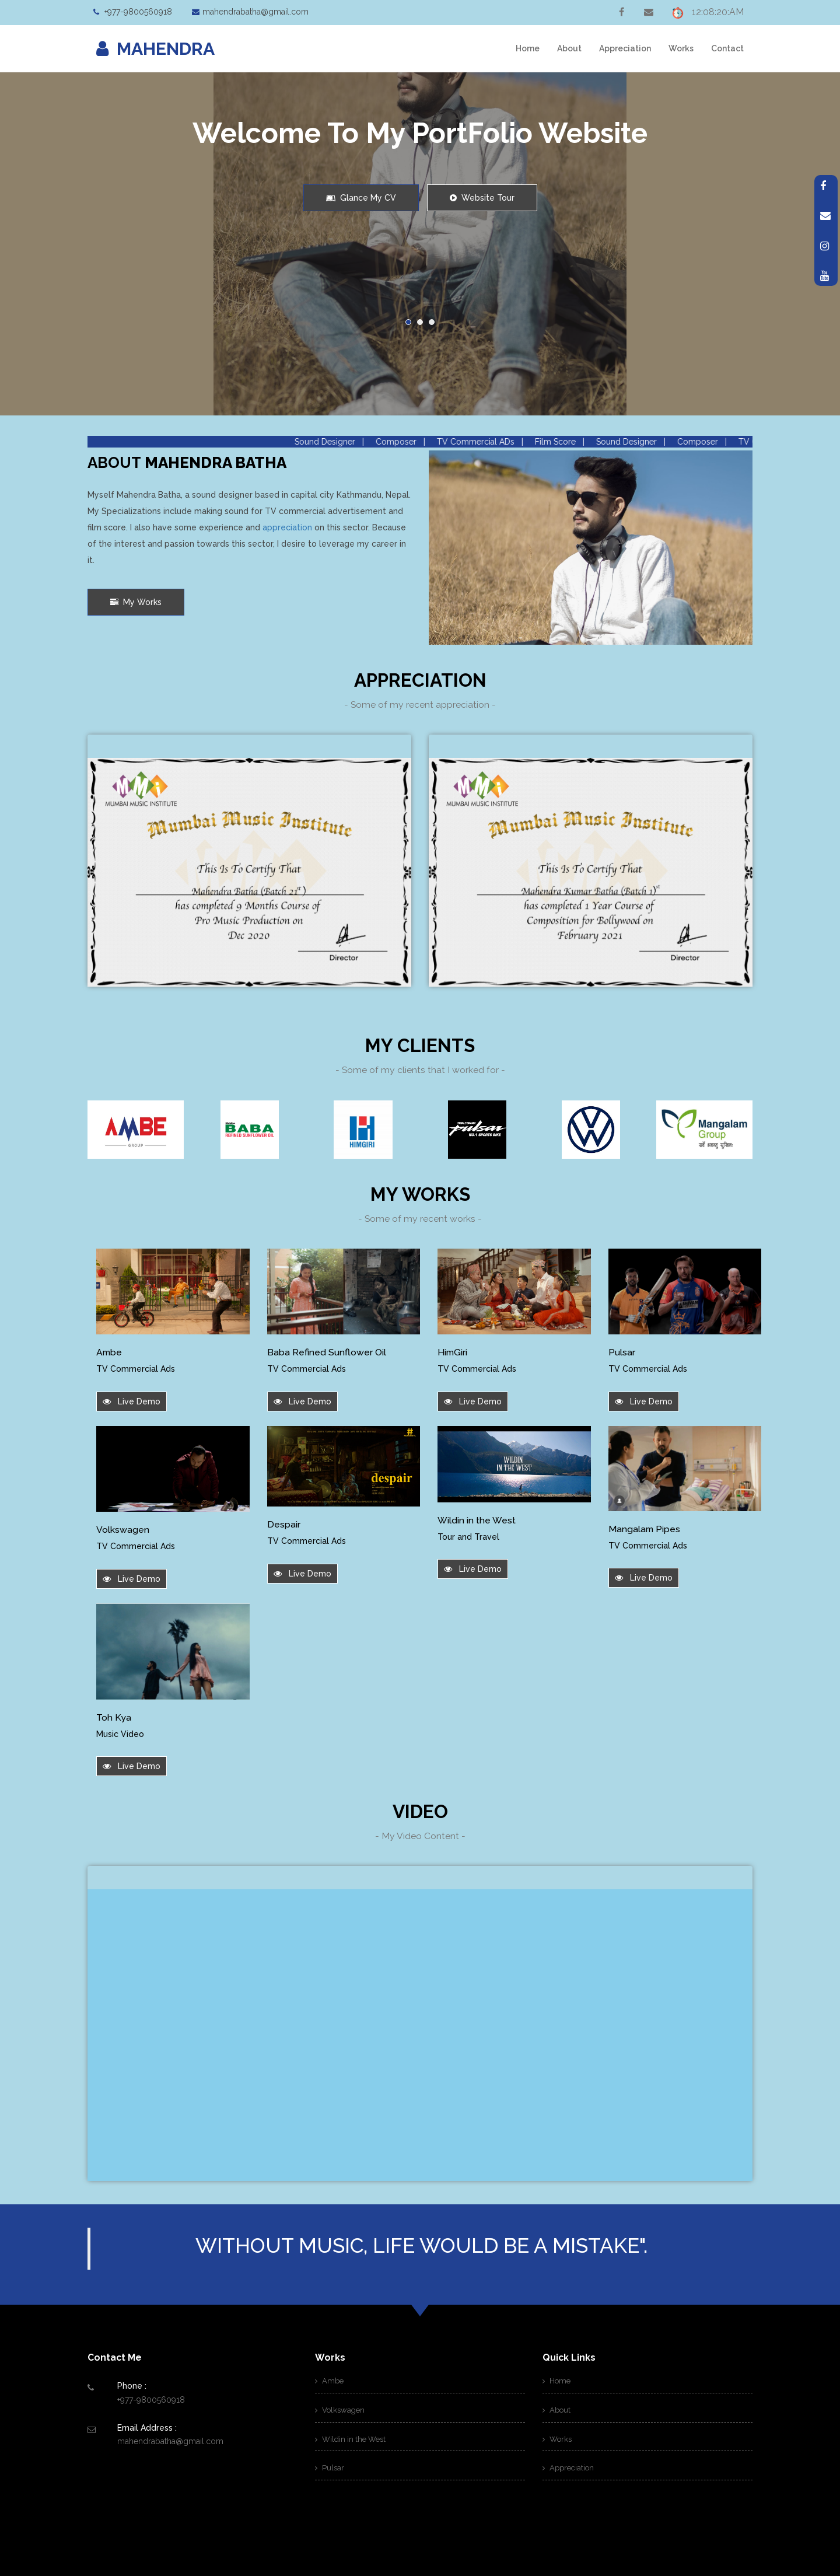 +977-9800560918 mahendrabatha@gmail.com 12:08:20:AM
MAHENDRA Home About Appreciation Works Contact
Welcome To My PortFolio Website
Glance My CV Website Tour
Sound Designer | Composer | TV Commercial ADs | Film Score | Sound Designer | Composer | TV
ABOUT MAHENDRA BATHA
Myself Mahendra Batha, a sound designer based in capital city Kathmandu, Nepal.
My Specializations include making sound for TV commercial advertisement and
film score. I also have some experience and appreciation on this sector. Because
of the interest and passion towards this sector, I desire to leverage my career in
it.
My Works
APPRECIATION
- Some of my recent appreciation -
MMI
MUMBAI MUSIC INSTITUTE
Mumbai Music Institute
This Is To Certify That
Mahendra Batha (Batch 21st)
has completed 9 Months Course of
Pro Music Production on
Dec 2020
Director
MMI
MUMBAI MUSIC INSTITUTE
Mumbai Music Institute
This Is To Certify That
Mahendra Kumar Batha (Batch 1)st
has completed 1 Year Course of
Composition for Bollywood on
February 2021
Director
MY CLIENTS
- Some of my clients that I worked for -
AMBE
GROUP
BABA
REFINED SUNFLOWER OIL
HIMGIRI
pulsar
NO.1 SPORTS BIKE
Mangalam
Group
MY WORKS
- Some of my recent works -
Ambe
TV Commercial Ads
Live Demo
Baba Refined Sunflower Oil
TV Commercial Ads
Live Demo
HimGiri
TV Commercial Ads
Live Demo
Pulsar
TV Commercial Ads
Live Demo
Volkswagen
TV Commercial Ads
Live Demo
despair
Despair
TV Commercial Ads
Live Demo
WILDIN
IN THE WEST
Wildin in the West
Tour and Travel
Live Demo
Mangalam Pipes
TV Commercial Ads
Live Demo
Toh Kya
Music Video
Live Demo
VIDEO
- My Video Content -
WITHOUT MUSIC, LIFE WOULD BE A MISTAKE".
Contact Me
Phone :
+977-9800560918
Email Address :
mahendrabatha@gmail.com
Works
Ambe
Volkswagen
Wildin in the West
Pulsar
Quick Links
Home
About
Works
Appreciation